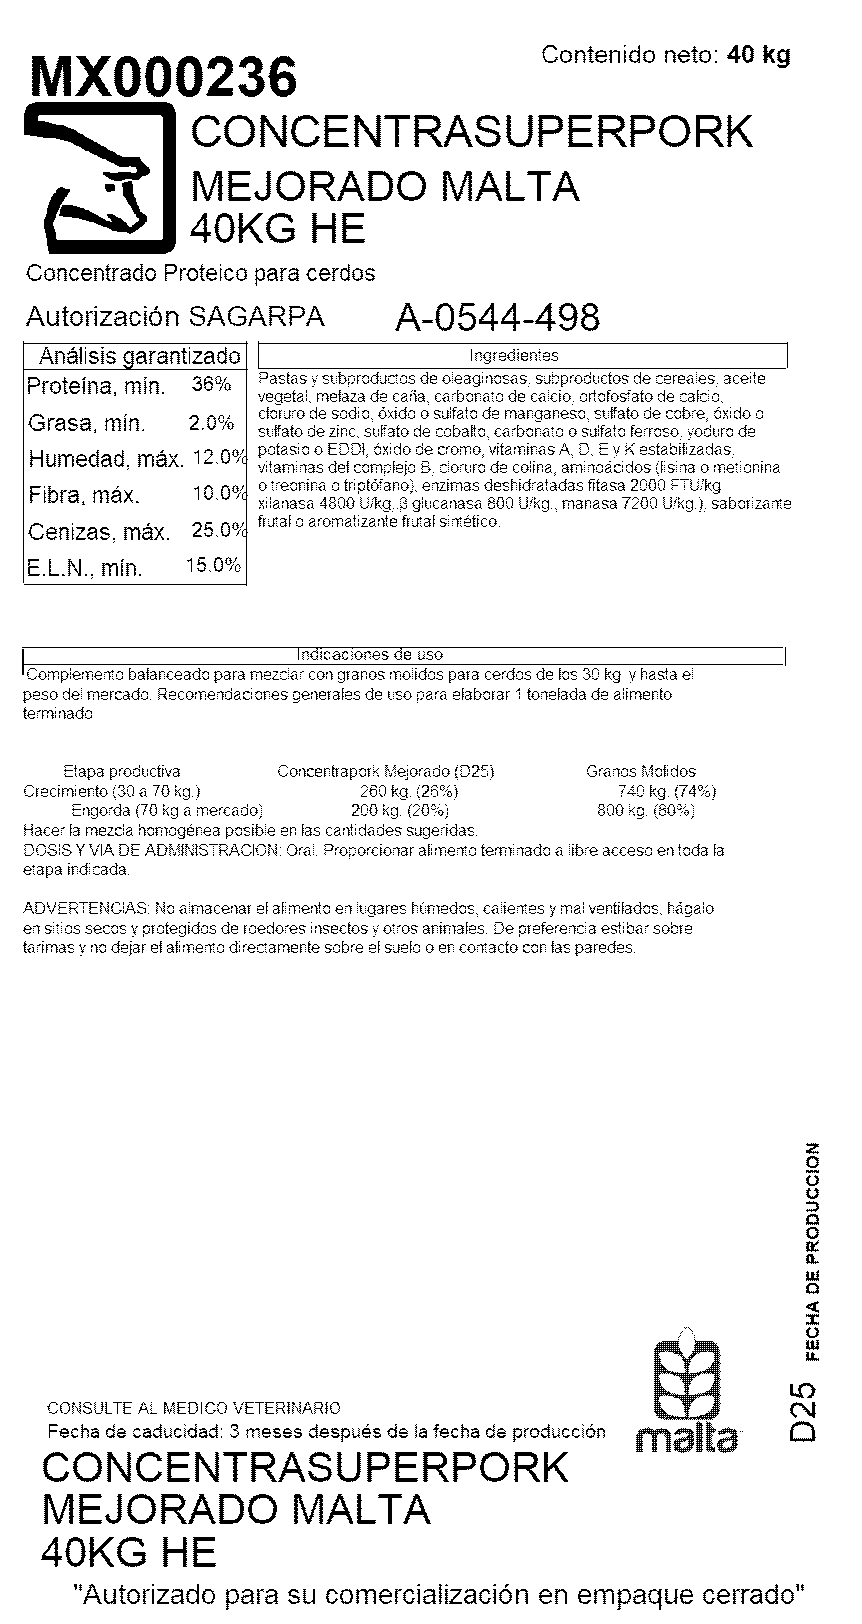 Contenido neto: 40 kg
MX000236
CONCENTRASUPERPORK
MEJORADO MALTA
40KG HE
Concentrado Proteico para cerdos
Autorización SAGARPA A-0544-498
Análisis garantizado
Proteína, mín. 36%
Grasa, mín. 2.0%
Humedad, máx. 12.0%
Fibra, máx. 10.0%
Cenizas, máx. 25.0%
E.L.N., mín. 15.0%
Ingredientes
Pastas y subproductos de oleaginosas, subproductos de cereales, aceite
vegetal, melaza de caña, carbonato de calcio, ortofosfato de calcio,
cloruro de sodio, óxido o sulfato de manganeso, sulfato de cobre, óxido o
sulfato de zinc, sulfato de cobalto, carbonato o sulfato ferroso, yoduro de
potasio o EDDI, óxido de cromo, vitaminas A, D, E y K estabilizadas,
vitaminas del complejo B, cloruro de colina, aminoácidos (lisina o metionina
o treonina o triptófano), enzimas deshidratadas fitasa 2000 FTU/kg
xilanasa 4800 U/kg,.β glucanasa 800 U/kg., manasa 7200 U/kg.), saborizante
frutal o aromatizante frutal sintético.
Indicaciones de uso
Complemento balanceado para mezclar con granos molidos para cerdos de los 30 kg y hasta el
peso del mercado. Recomendaciones generales de uso para elaborar 1 tonelada de alimento
terminado
Etapa productiva Concentrapork Mejorado (D25) Granos Molidos
Crecimiento (30 a 70 kg.) 260 kg. (26%) 740 kg. (74%)
Engorda (70 kg a mercado) 200 kg. (20%) 800 kg. (80%)
Hacer la mezcla homogénea posible en las cantidades sugeridas.
DOSIS Y VIA DE ADMINISTRACION: Oral. Proporcionar alimento terminado a libre acceso en toda la
etapa indicada.
ADVERTENCIAS: No almacenar el alimento en lugares húmedos, calientes y mal ventilados, hágalo
en sitios secos y protegidos de roedores insectos y otros animales. De preferencia estibar sobre
tarimas y no dejar el alimento directamente sobre el suelo o en contacto con las paredes.
D25 FECHA DE PRODUCCION
malta
CONSULTE AL MEDICO VETERINARIO
Fecha de caducidad: 3 meses después de la fecha de producción
CONCENTRASUPERPORK
MEJORADO MALTA
40KG HE
"Autorizado para su comercialización en empaque cerrado"